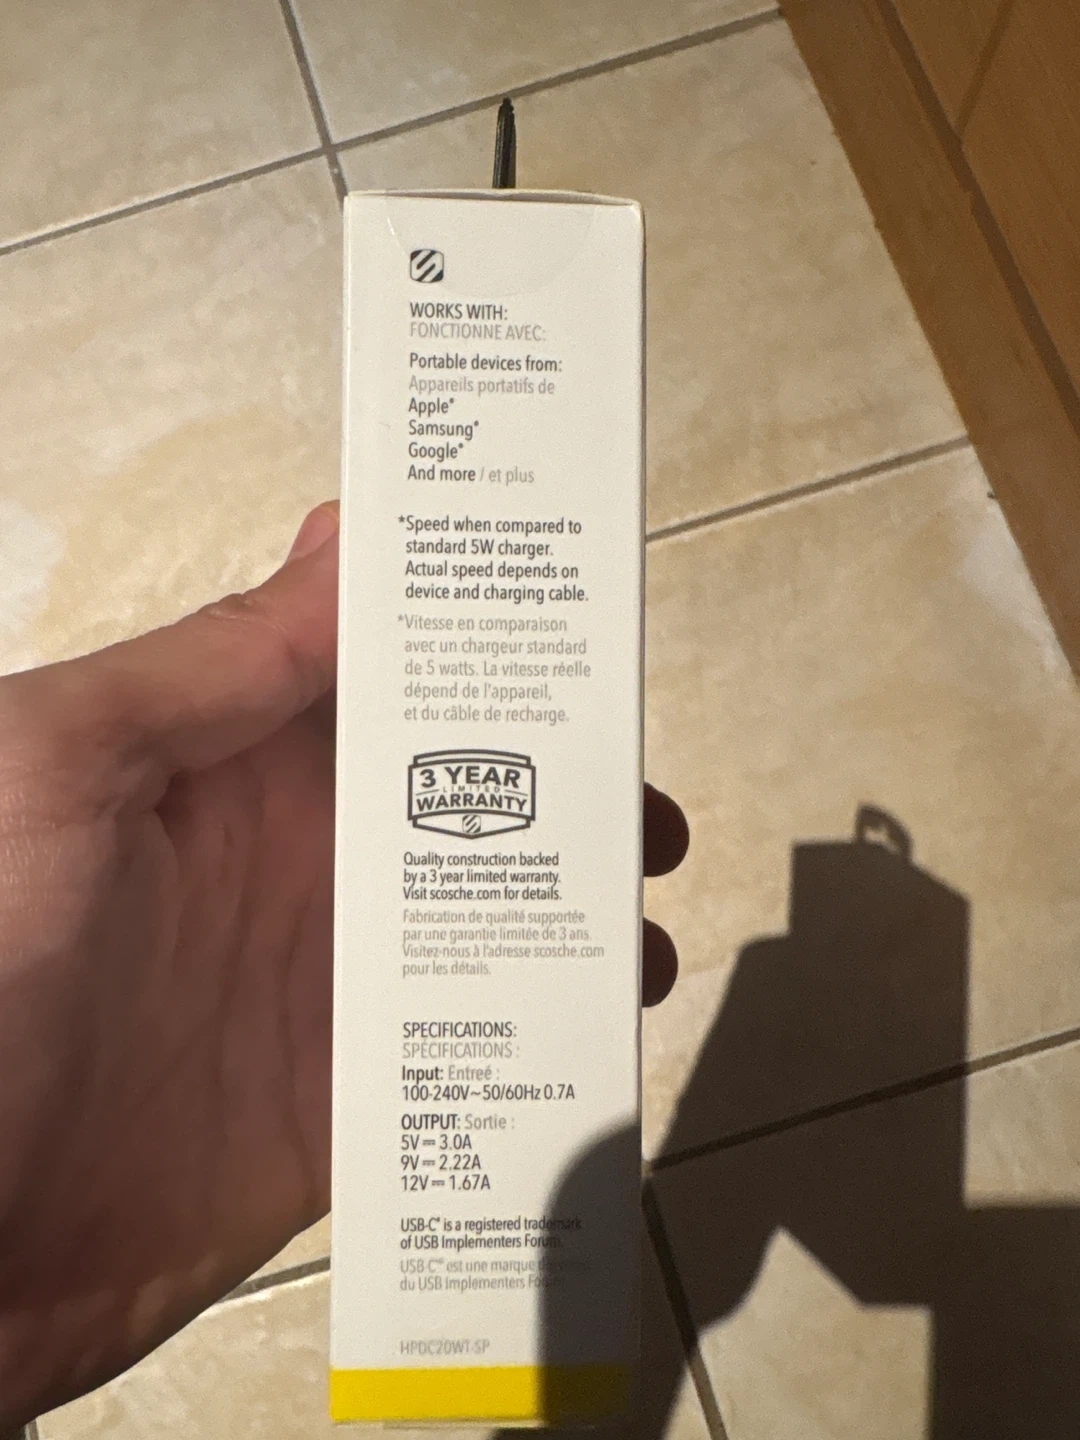 WORKS WITH:
FONCTIONNE AVEC:
Portable devices from:
Appareils portatifs de
Apple*
Samsung*
Google*
And more / et plus
*Speed when compared to
standard 5W charger.
Actual speed depends on
device and charging cable.
*Vitesse en comparaison
avec un chargeur standard
de 5 watts. La vitesse réelle
dépend de l'appareil,
et du câble de recharge.
3 YEAR
LIMITED
WARRANTY
Quality construction backed
by a 3 year limited warranty.
Visit scosche.com for details.
Fabrication de qualité supportée
par une garantie limitée de 3 ans.
Visitez-nous à l'adresse scosche.com
pour les détails.
SPECIFICATIONS:
SPÉCIFICATIONS :
Input: Entreé :
100-240V~50/60Hz 0.7A
OUTPUT: Sortie :
5V⎓3.0A
9V⎓2.22A
12V⎓1.67A
USB-C® is a registered trademark
of USB Implementers Forum.
USB-C® est une marque
du USB Implementers Forum
HPDC20WT-SP